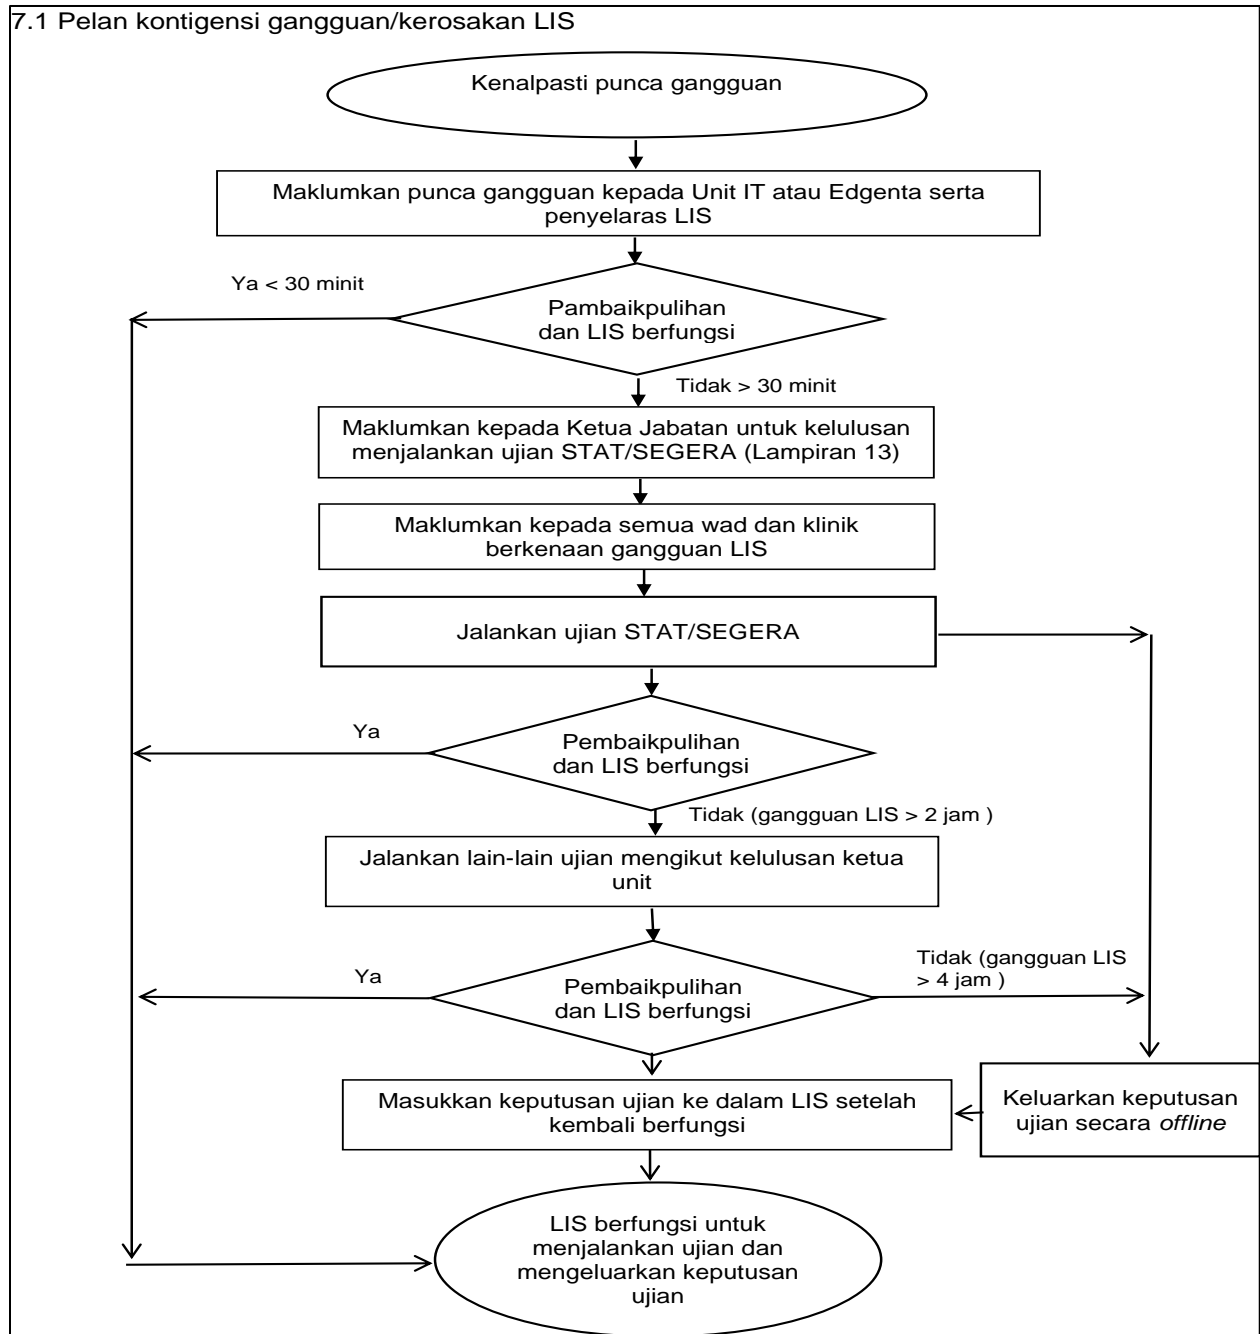 7.1 Pelan kontigensi gangguan/kerosakan LIS
Kenalpasti punca gangguan
Maklumkan punca gangguan kepada Unit IT atau Edgenta serta
penyelaras LIS
Ya < 30 minit
Pambaikpulihan
dan LIS berfungsi
Tidak > 30 minit
Maklumkan kepada Ketua Jabatan untuk kelulusan
menjalankan ujian STAT/SEGERA (Lampiran 13)
Maklumkan kepada semua wad dan klinik
berkenaan gangguan LIS
Jalankan ujian STAT/SEGERA
Ya
Pembaikpulihan
dan LIS berfungsi
Tidak (gangguan LIS > 2 jam )
Jalankan lain-lain ujian mengikut kelulusan ketua
unit
Ya
Pembaikpulihan
dan LIS berfungsi
Tidak (gangguan LIS
> 4 jam )
Masukkan keputusan ujian ke dalam LIS setelah
kembali berfungsi
Keluarkan keputusan
ujian secara offline
LIS berfungsi untuk
menjalankan ujian dan
mengeluarkan keputusan
ujian